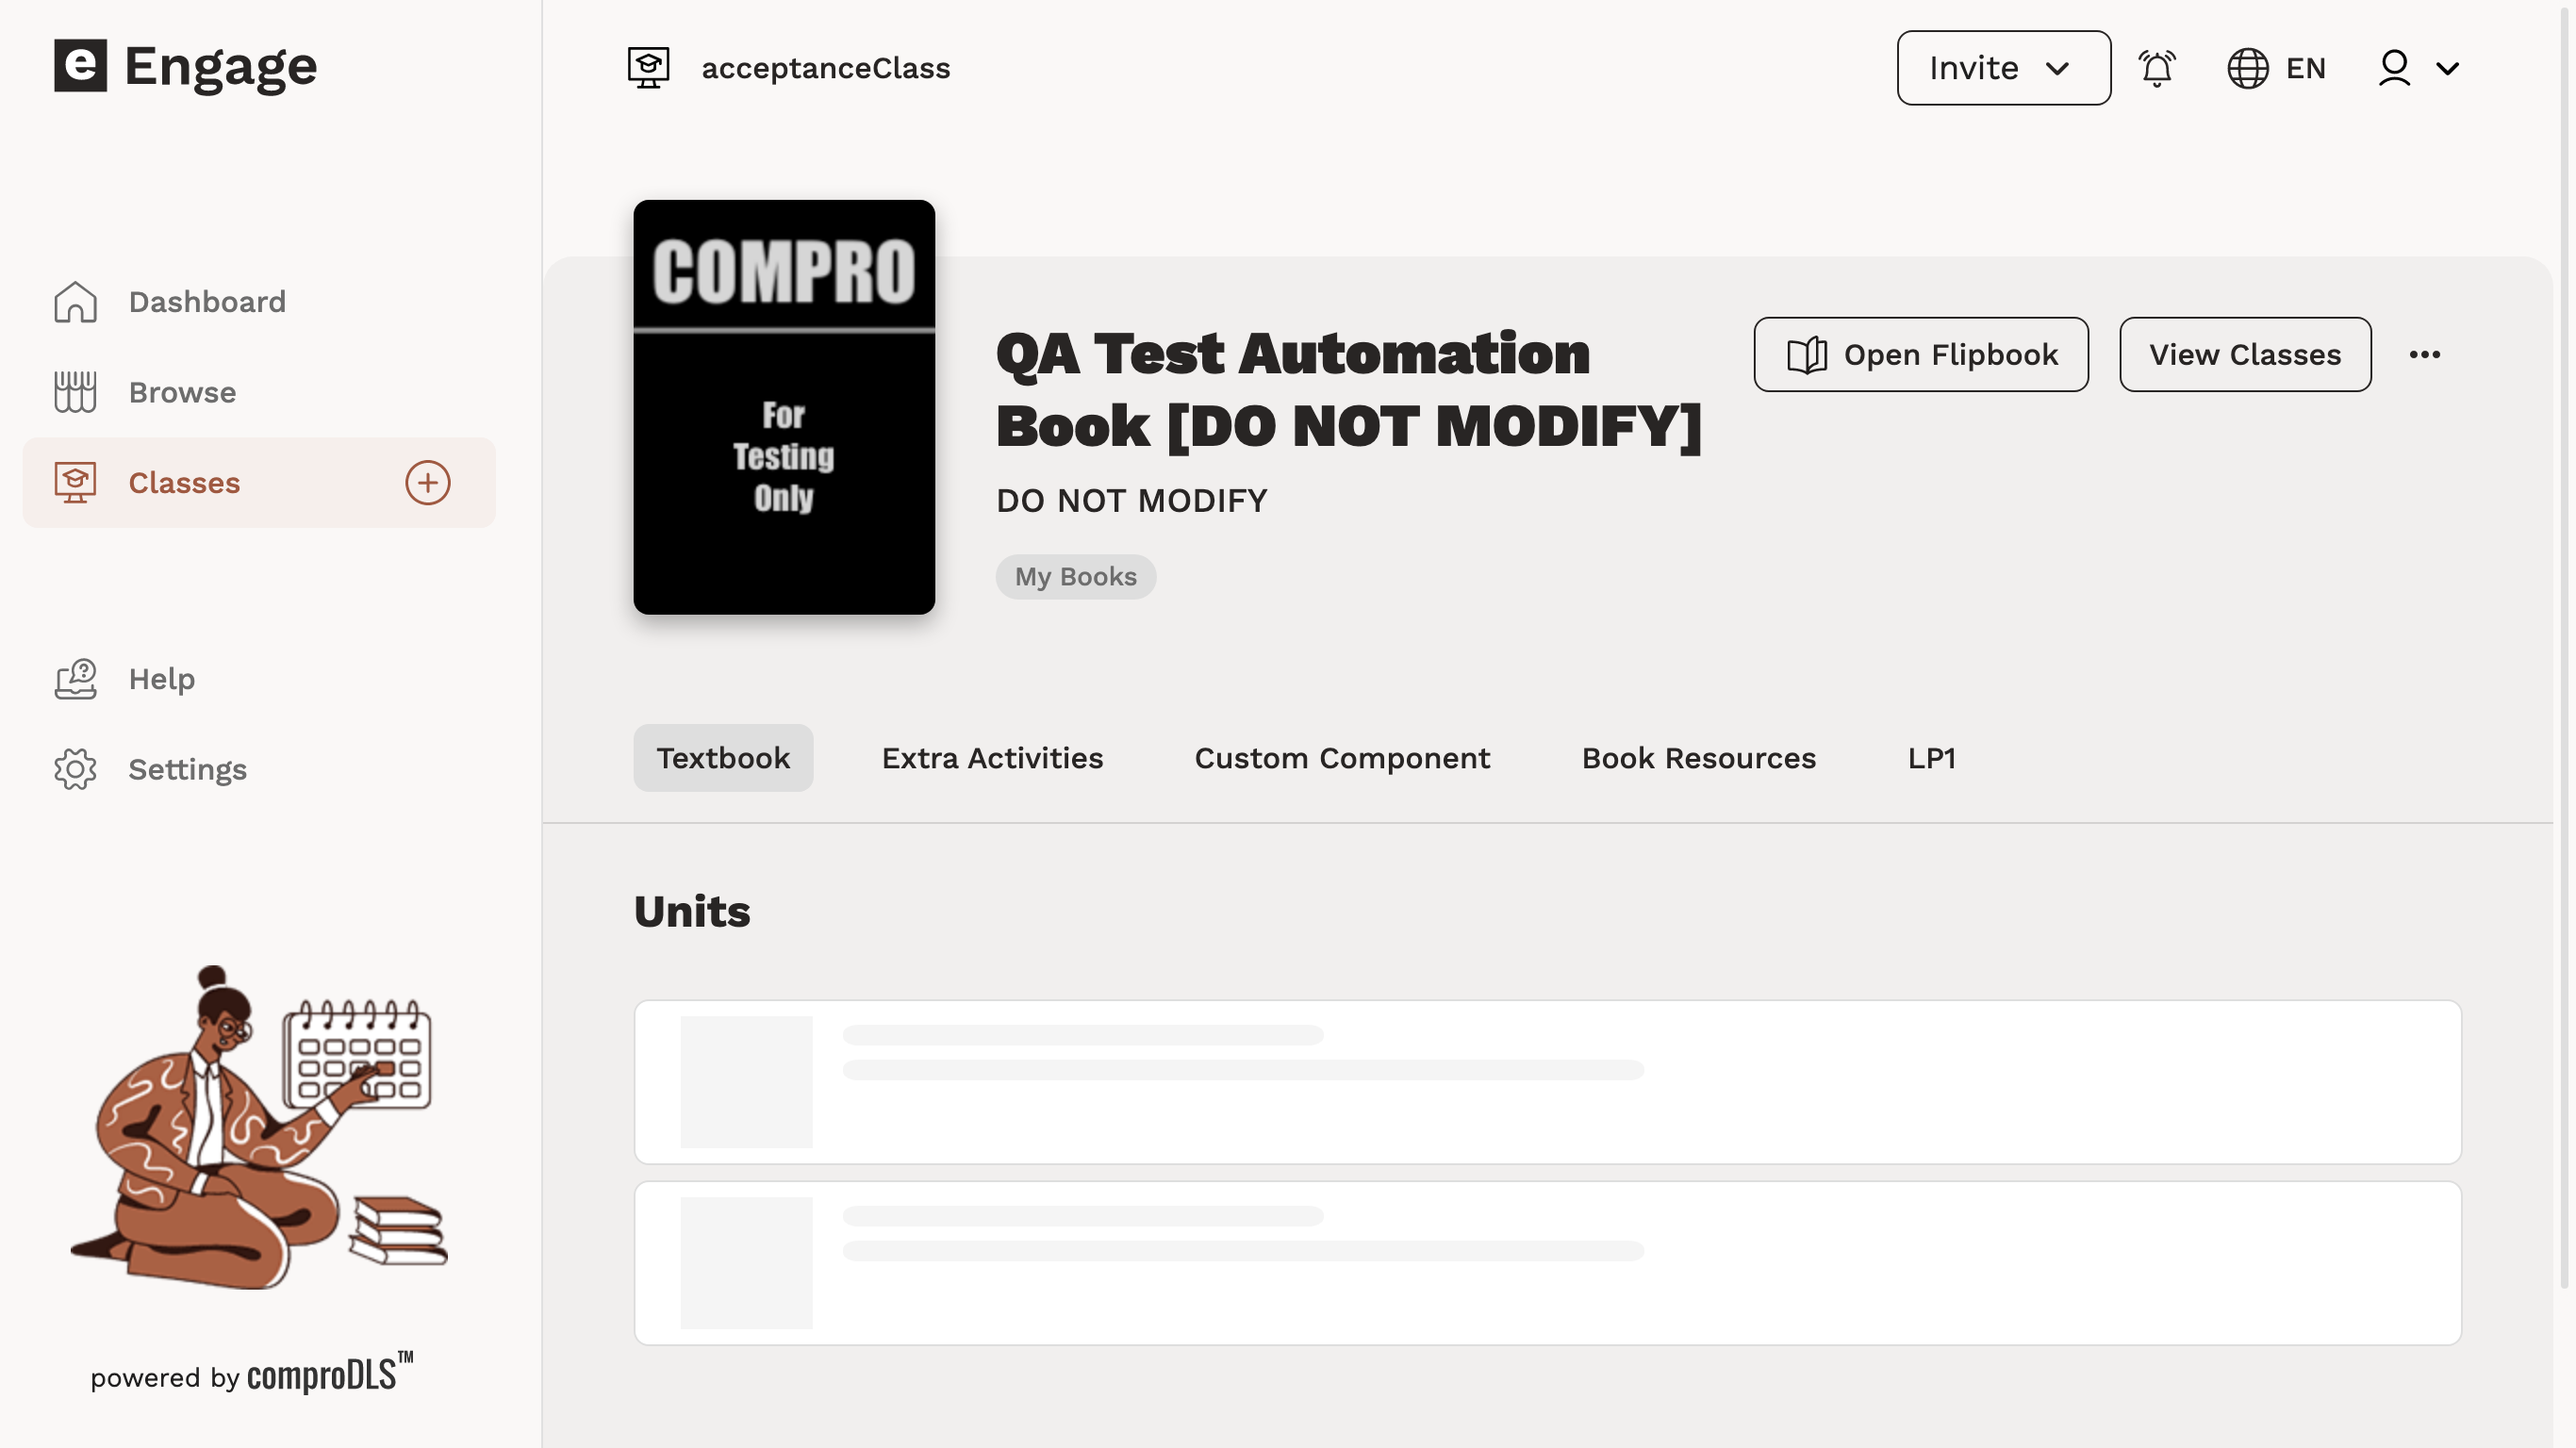 e Engage
acceptanceClass
Invite
EN
Dashboard
Browse
Classes
Help
Settings
COMPRO
For
Testing
Only
QA Test Automation
Book [DO NOT MODIFY]
DO NOT MODIFY
My Books
Open Flipbook
View Classes
Textbook
Extra Activities
Custom Component
Book Resources
LP1
Units
powered by comproDLS™